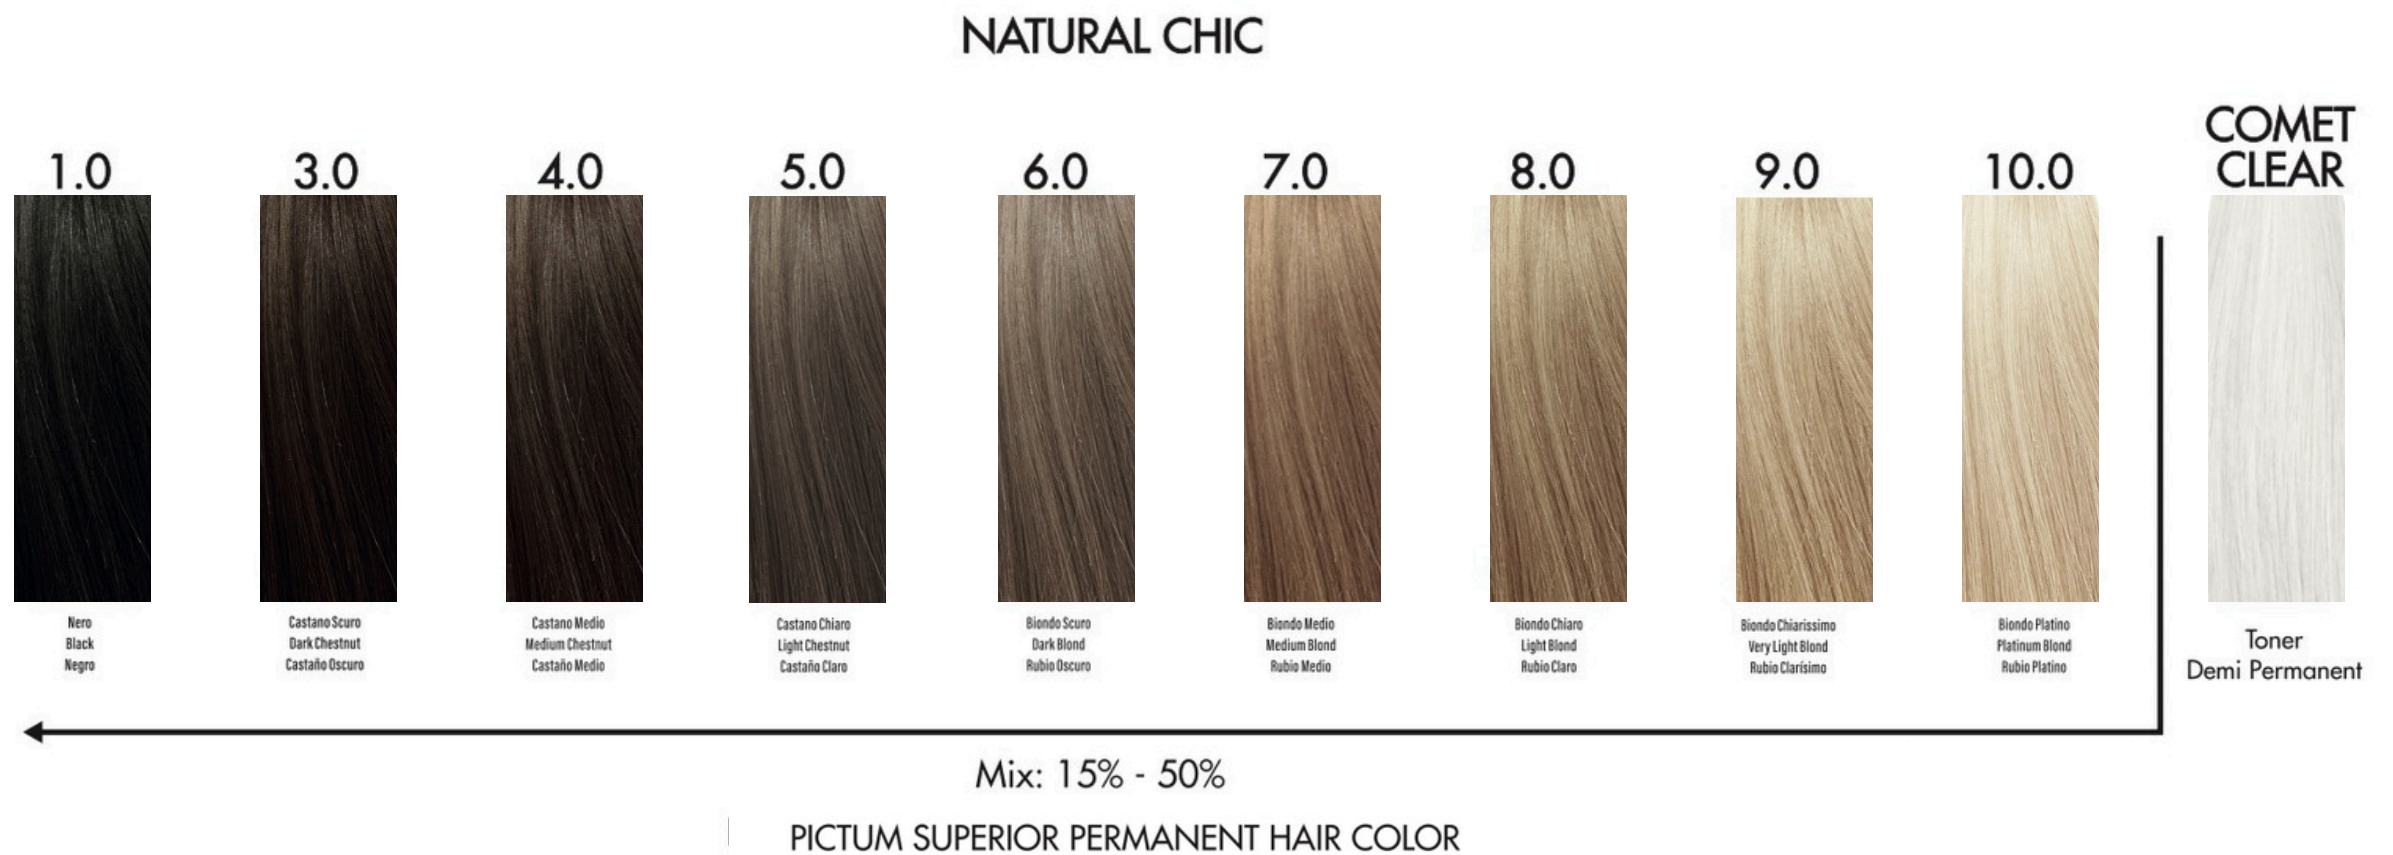 NATURAL CHIC
COMET
CLEAR
1.0
3.0
4.0
5.0
6.0
7.0
8.0
9.0
10.0
Nero
Black
Negro
Castano Scuro
Dark Chestnut
Castaño Oscuro
Castano Medio
Medium Chestnut
Castaño Medio
Castano Chiaro
Light Chestnut
Castaño Claro
Biondo Scuro
Dark Blond
Rubio Oscuro
Biondo Medio
Medium Blond
Rubio Medio
Biondo Chiaro
Light Blond
Rubio Claro
Biondo Chiarissimo
Very Light Blond
Rubio Clarísimo
Biondo Platino
Platinum Blond
Rubio Platino
Toner
Demi Permanent
Mix: 15% - 50%
PICTUM SUPERIOR PERMANENT HAIR COLOR